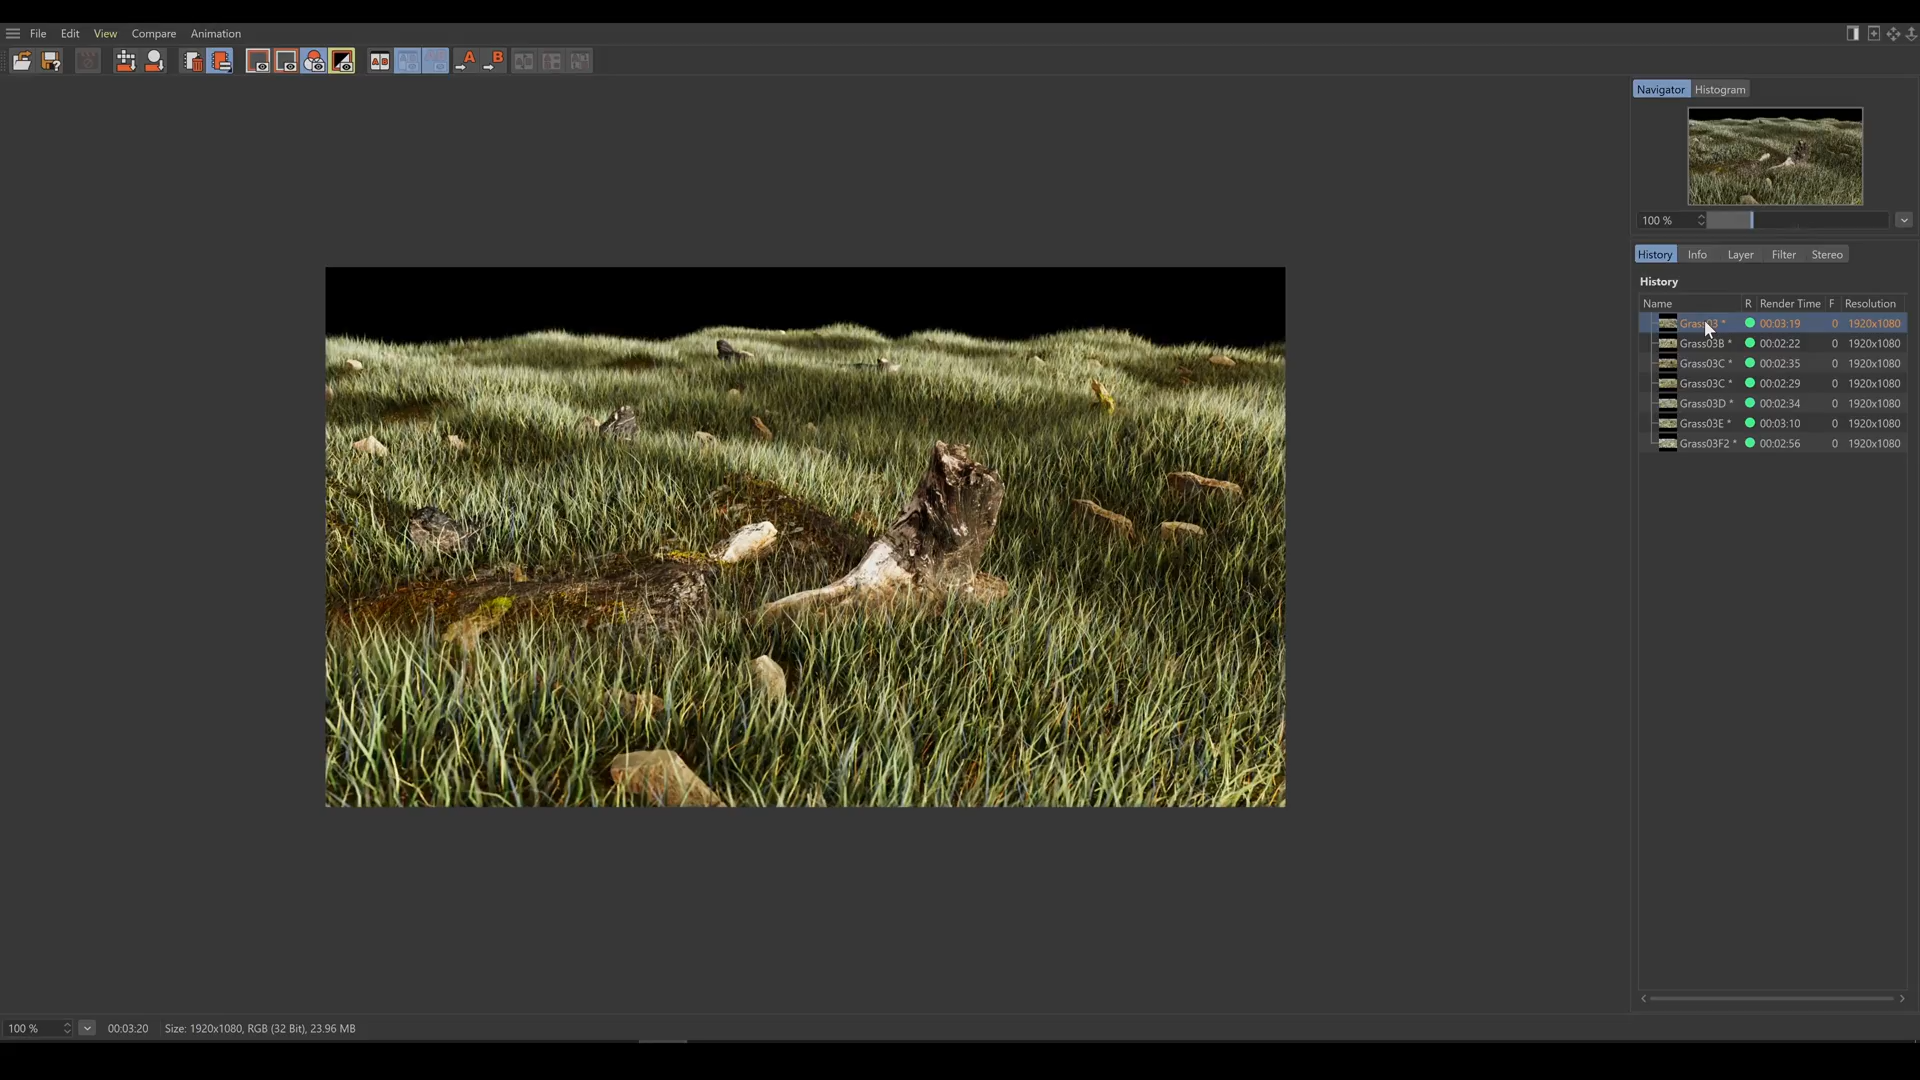 File Edit View Compare Animation
AB
A
B
Navigator Histogram
100 %
History Info Layer Filter Stereo
History
Name R Render Time F Resolution
Grass03 * 00:03:19 0 1920x1080
Grass03B * 00:02:22 0 1920x1080
Grass03C * 00:02:35 0 1920x1080
Grass03C * 00:02:29 0 1920x1080
Grass03D * 00:02:34 0 1920x1080
Grass03E * 00:03:10 0 1920x1080
Grass03F2 * 00:02:56 0 1920x1080
100 % 00:03:20 Size: 1920x1080, RGB (32 Bit), 23.96 MB